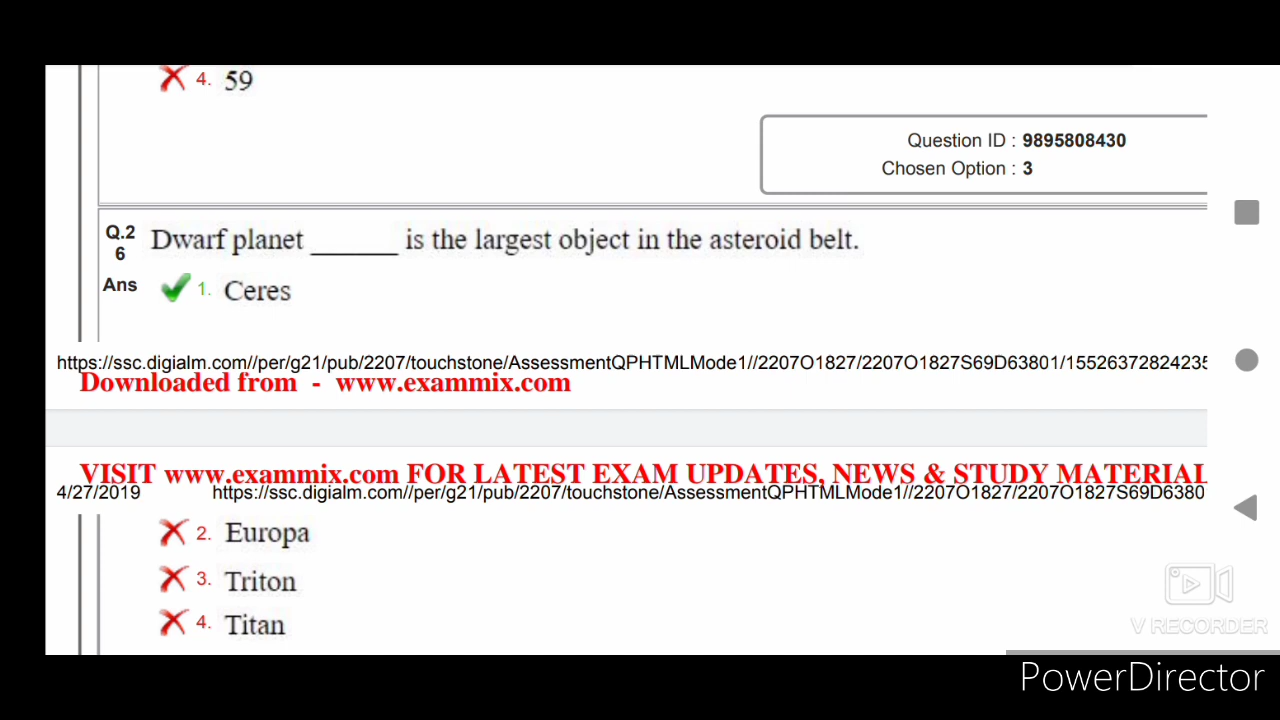 4. 59
Question ID : 9895808430
Chosen Option : 3
Q.2
6
Dwarf planet ______ is the largest object in the asteroid belt.
Ans
1. Ceres
https://ssc.digialm.com//per/g21/pub/2207/touchstone/AssessmentQPHTMLMode1//2207O1827/2207O1827S69D63801/1552637282423
Downloaded from - www.exammix.com
VISIT www.exammix.com FOR LATEST EXAM UPDATES, NEWS & STUDY MATERIAL
4/27/2019 https://ssc.digialm.com//per/g21/pub/2207/touchstone/AssessmentQPHTMLMode1//2207O1827/2207O1827S69D6380
2. Europa
3. Triton
4. Titan
V RECORDER
PowerDirector